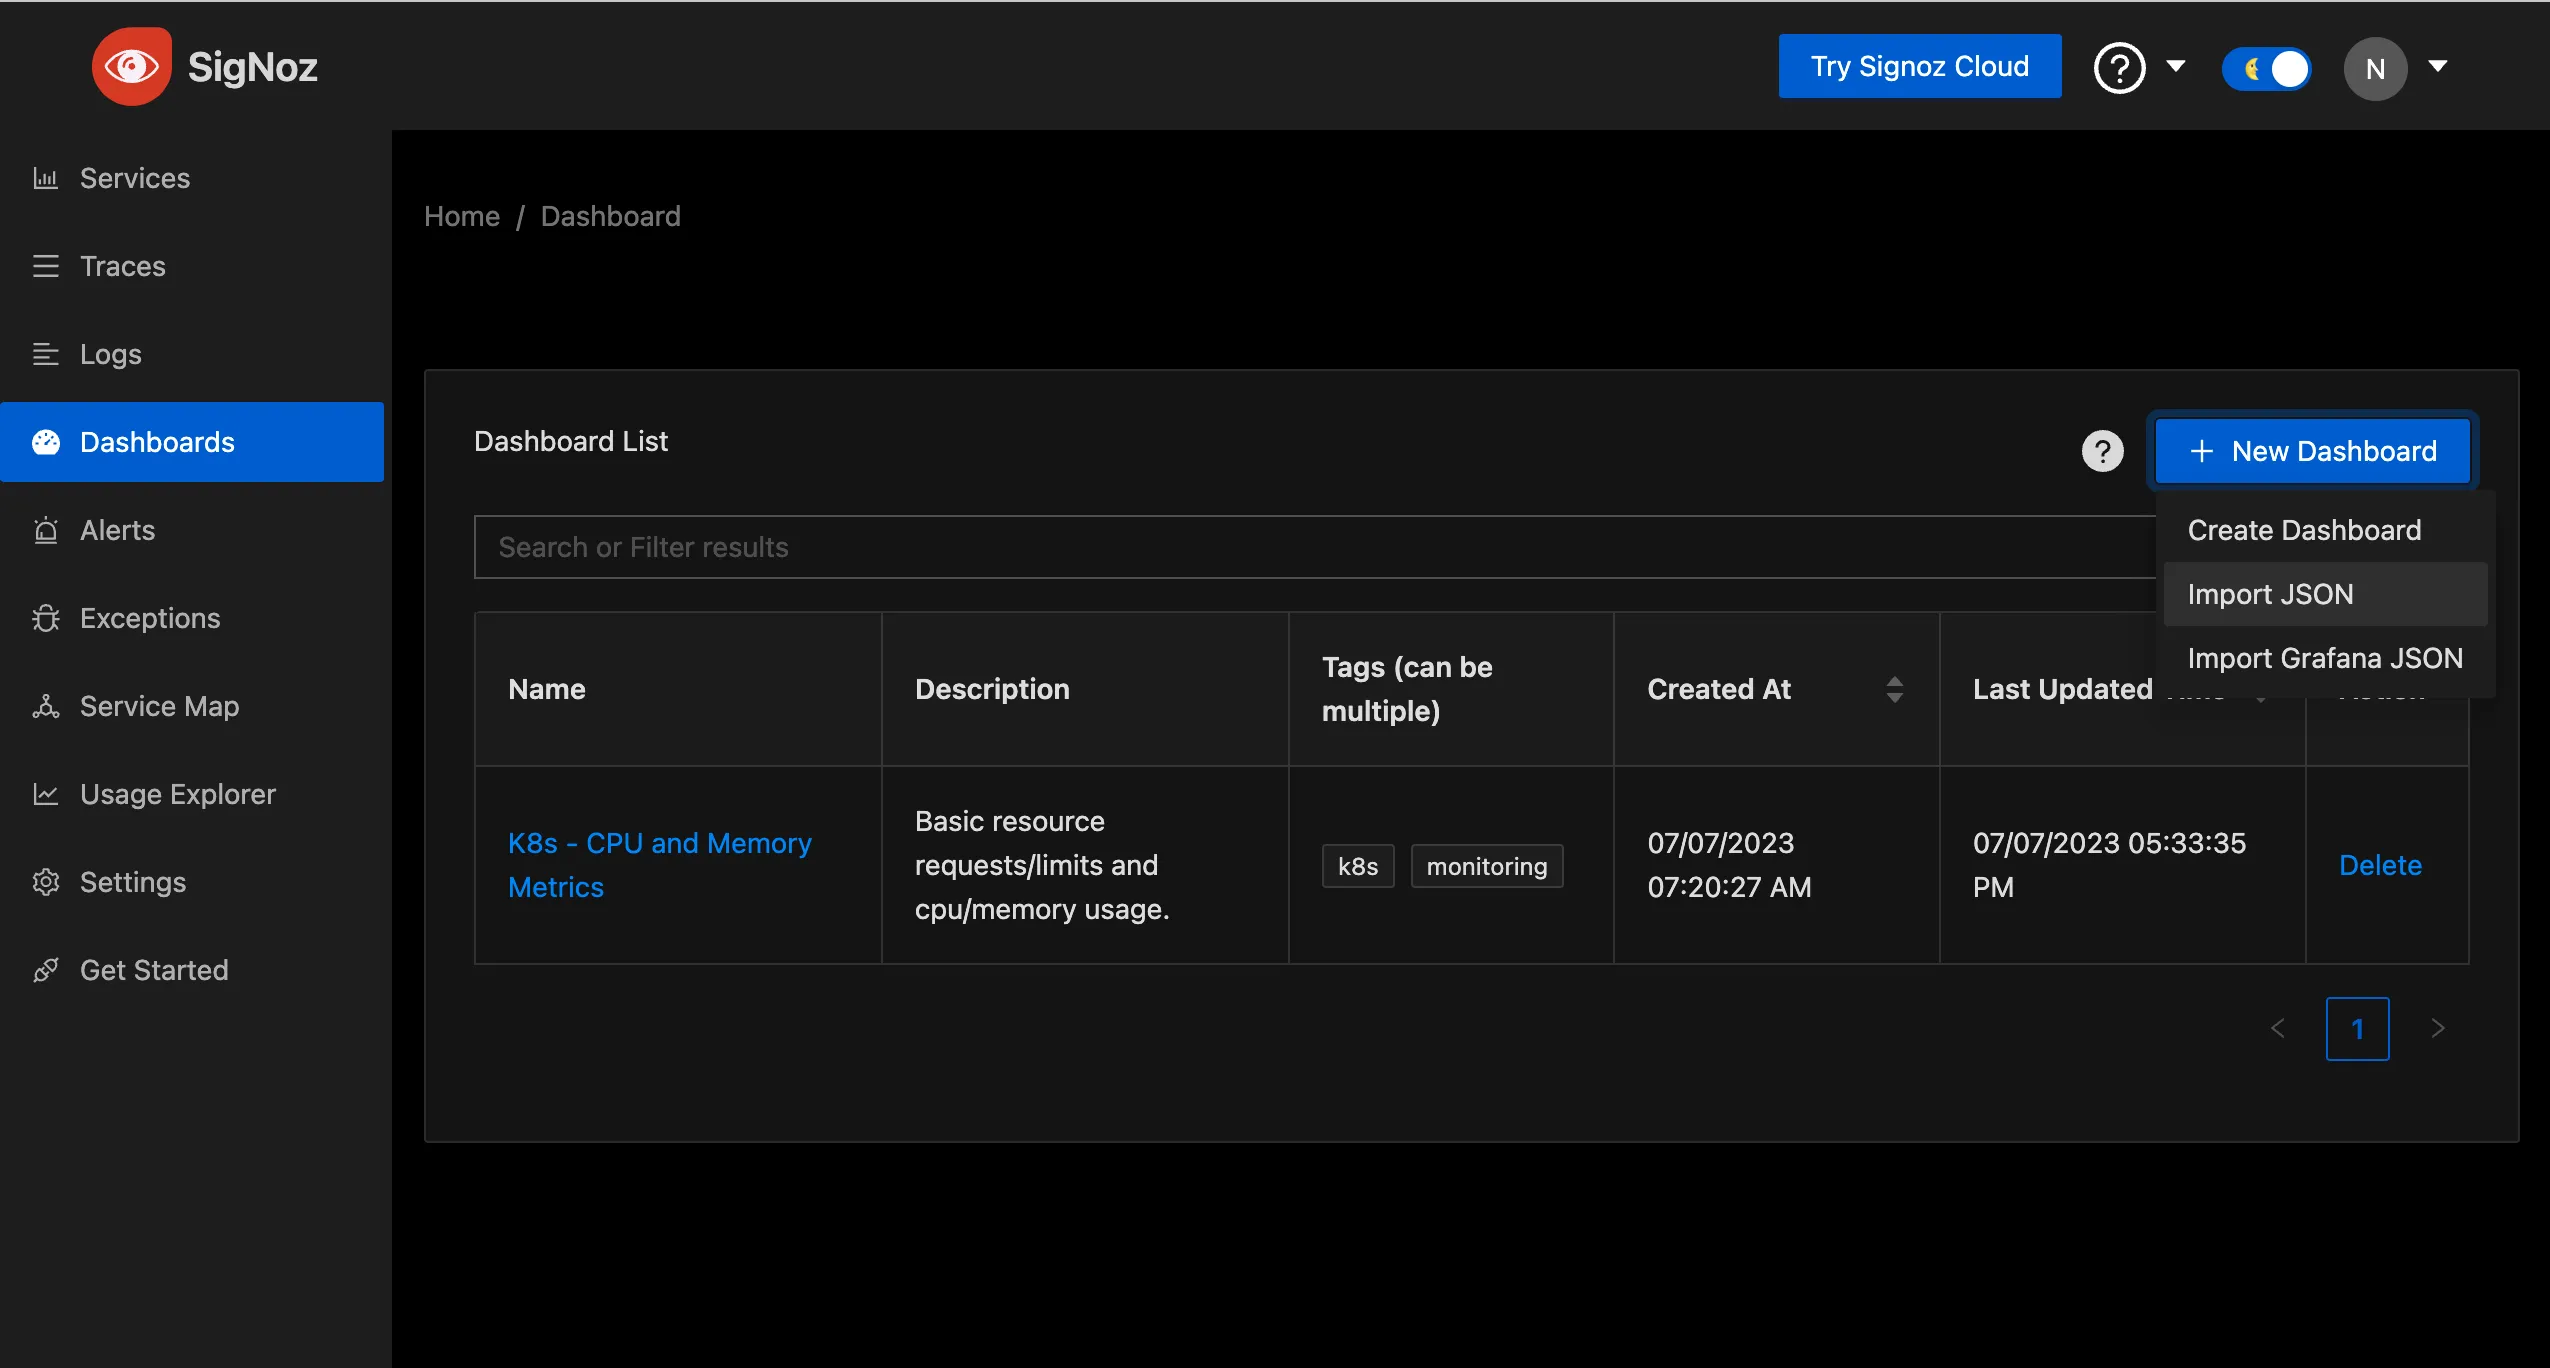 SigNoz
Try Signoz Cloud
N
Services
Traces
Logs
Dashboards
Alerts
Exceptions
Service Map
Usage Explorer
Settings
Get Started
Home / Dashboard
Dashboard List
?
+ New Dashboard
Create Dashboard
Import JSON
Import Grafana JSON
Search or Filter results
Name
Description
Tags (can be
multiple)
Created At
Last Updated
K8s - CPU and Memory
Metrics
Basic resource
requests/limits and
cpu/memory usage.
k8s
monitoring
07/07/2023
07:20:27 AM
07/07/2023 05:33:35
PM
Delete
< 1 >